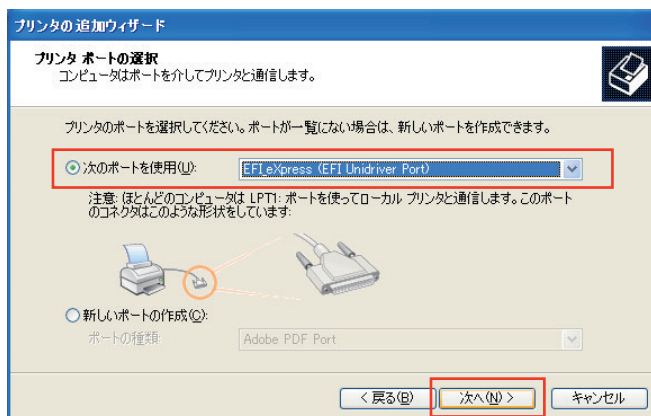 プリンタの追加ウィザード
プリンタ ポートの選択
コンピュータはポートを介してプリンタと通信します。
プリンタのポートを選択してください。ポートが一覧にない場合は、新しいポートを作成できます。
次のポートを使用(U): EFI_eXpress (EFI Unidriver Port)
注意: ほとんどのコンピュータは LPT1: ポートを使ってローカル プリンタと通信します。このポート
のコネクタはこのような形状をしています:
新しいポートの作成(C):
ポートの種類: Adobe PDF Port
< 戻る(B) 次へ(N) > キャンセル